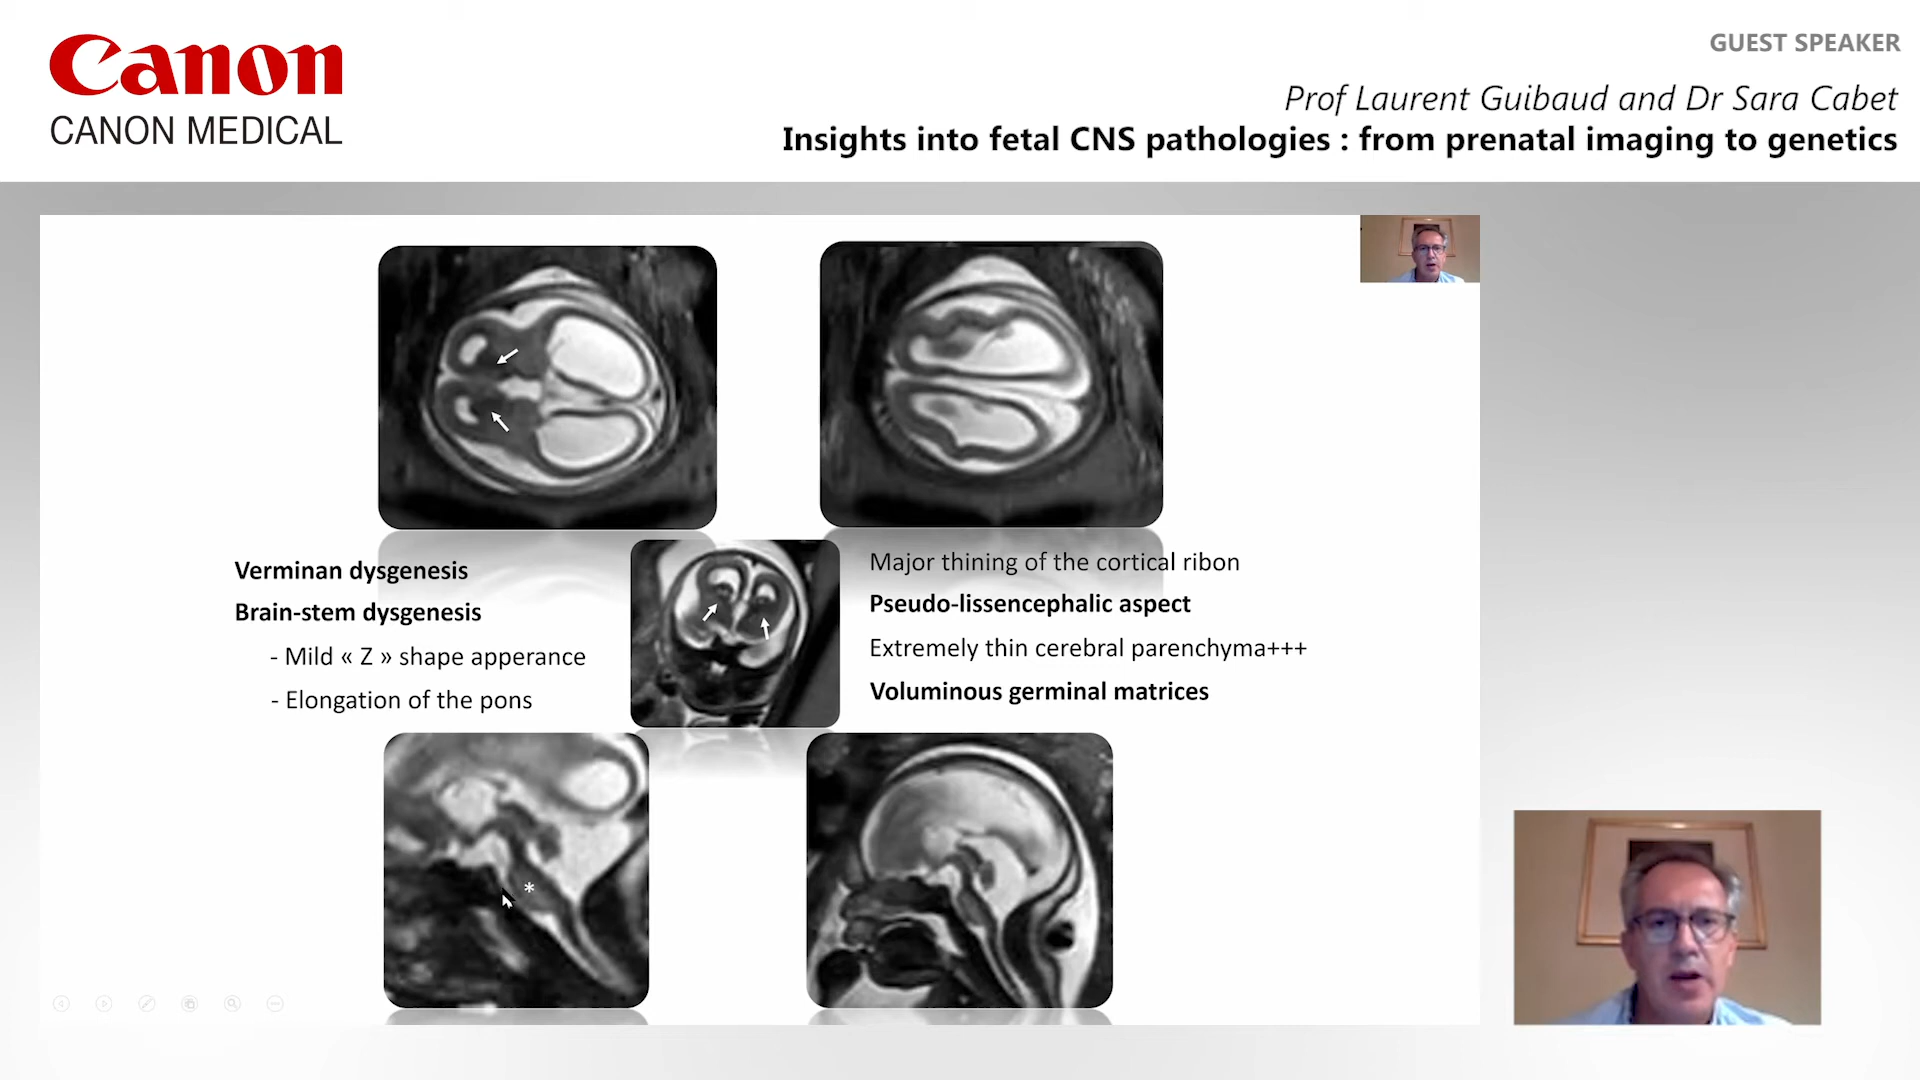 Canon
CANON MEDICAL
GUEST SPEAKER
Prof Laurent Guibaud and Dr Sara Cabet
Insights into fetal CNS pathologies : from prenatal imaging to genetics
Verminan dysgenesis
Brain-stem dysgenesis
- Mild « Z » shape apperance
- Elongation of the pons
Major thining of the cortical ribon
Pseudo-lissencephalic aspect
Extremely thin cerebral parenchyma+++
Voluminous germinal matrices
*